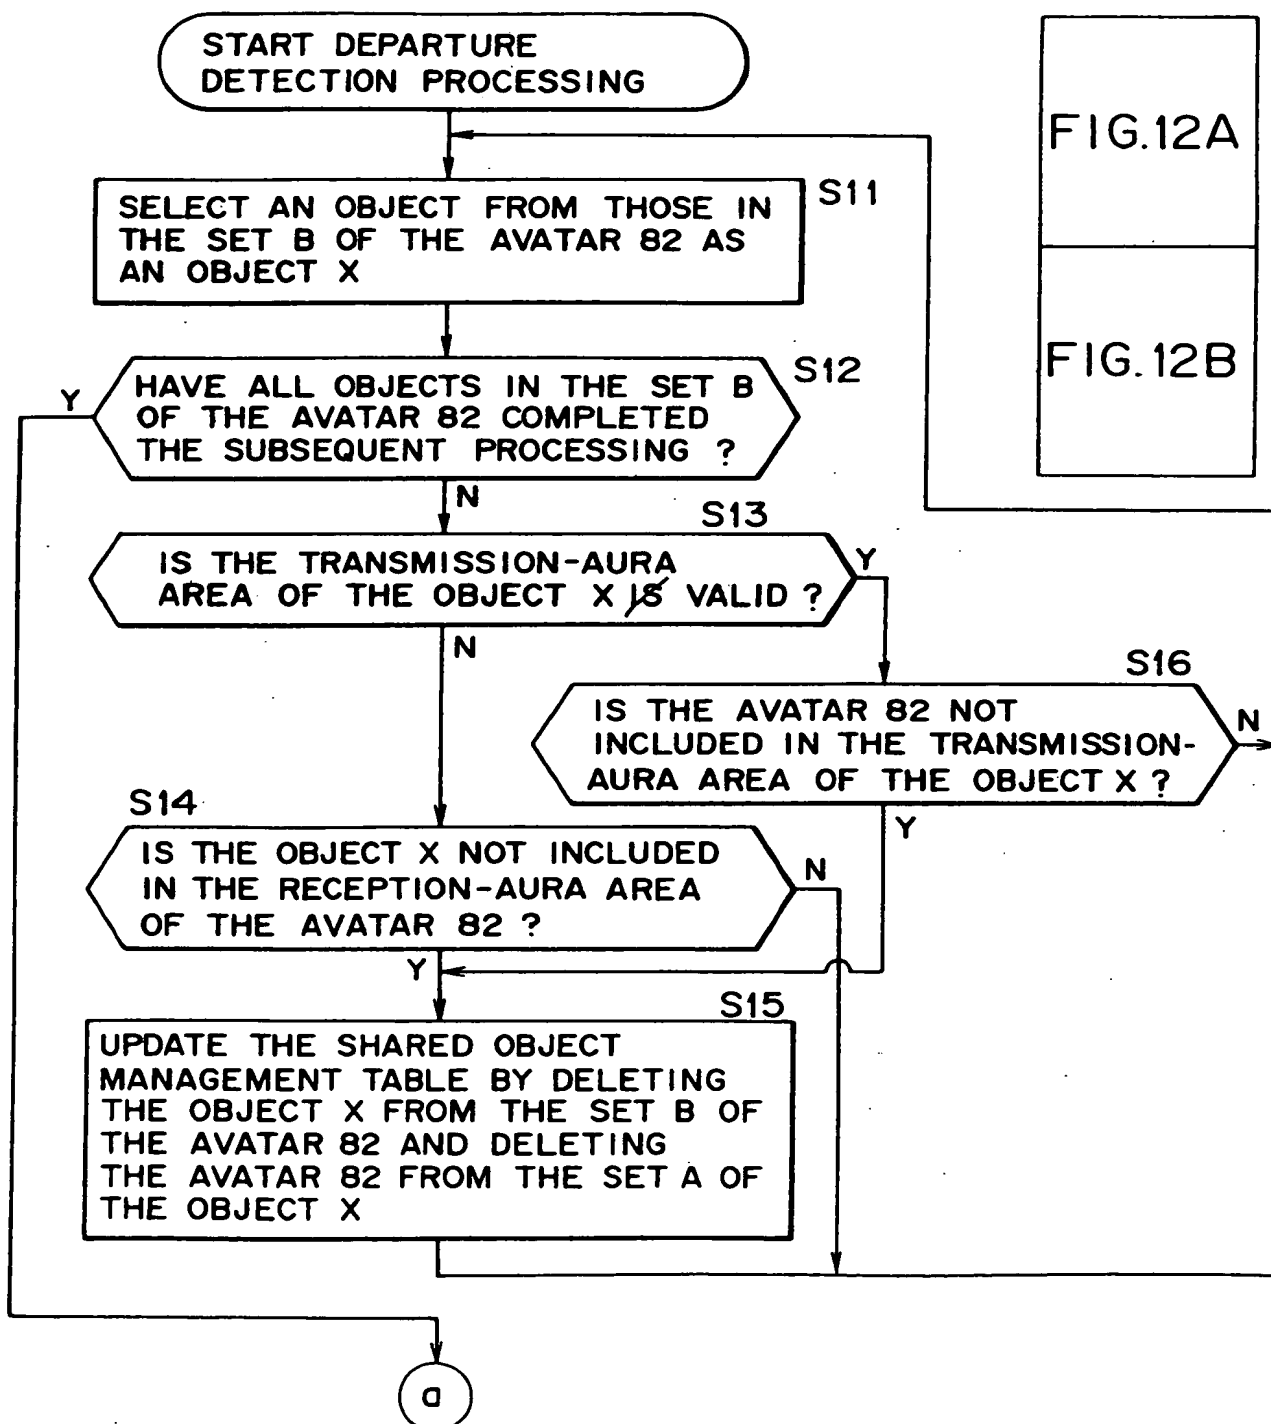 START DEPARTURE
DETECTION PROCESSING
FIG.12A
FIG.12B
S11
SELECT AN OBJECT FROM THOSE IN
THE SET B OF THE AVATAR 82 AS
AN OBJECT X
S12
Y
HAVE ALL OBJECTS IN THE SET B
OF THE AVATAR 82 COMPLETED
THE SUBSEQUENT PROCESSING ?
N
S13
IS THE TRANSMISSION-AURA
AREA OF THE OBJECT X IS VALID ?
Y
N
S16
IS THE AVATAR 82 NOT
INCLUDED IN THE TRANSMISSION-
AURA AREA OF THE OBJECT X ?
N
Y
S14
IS THE OBJECT X NOT INCLUDED
IN THE RECEPTION-AURA AREA
OF THE AVATAR 82 ?
N
Y
S15
UPDATE THE SHARED OBJECT
MANAGEMENT TABLE BY DELETING
THE OBJECT X FROM THE SET B OF
THE AVATAR 82 AND DELETING
THE AVATAR 82 FROM THE SET A OF
THE OBJECT X
a